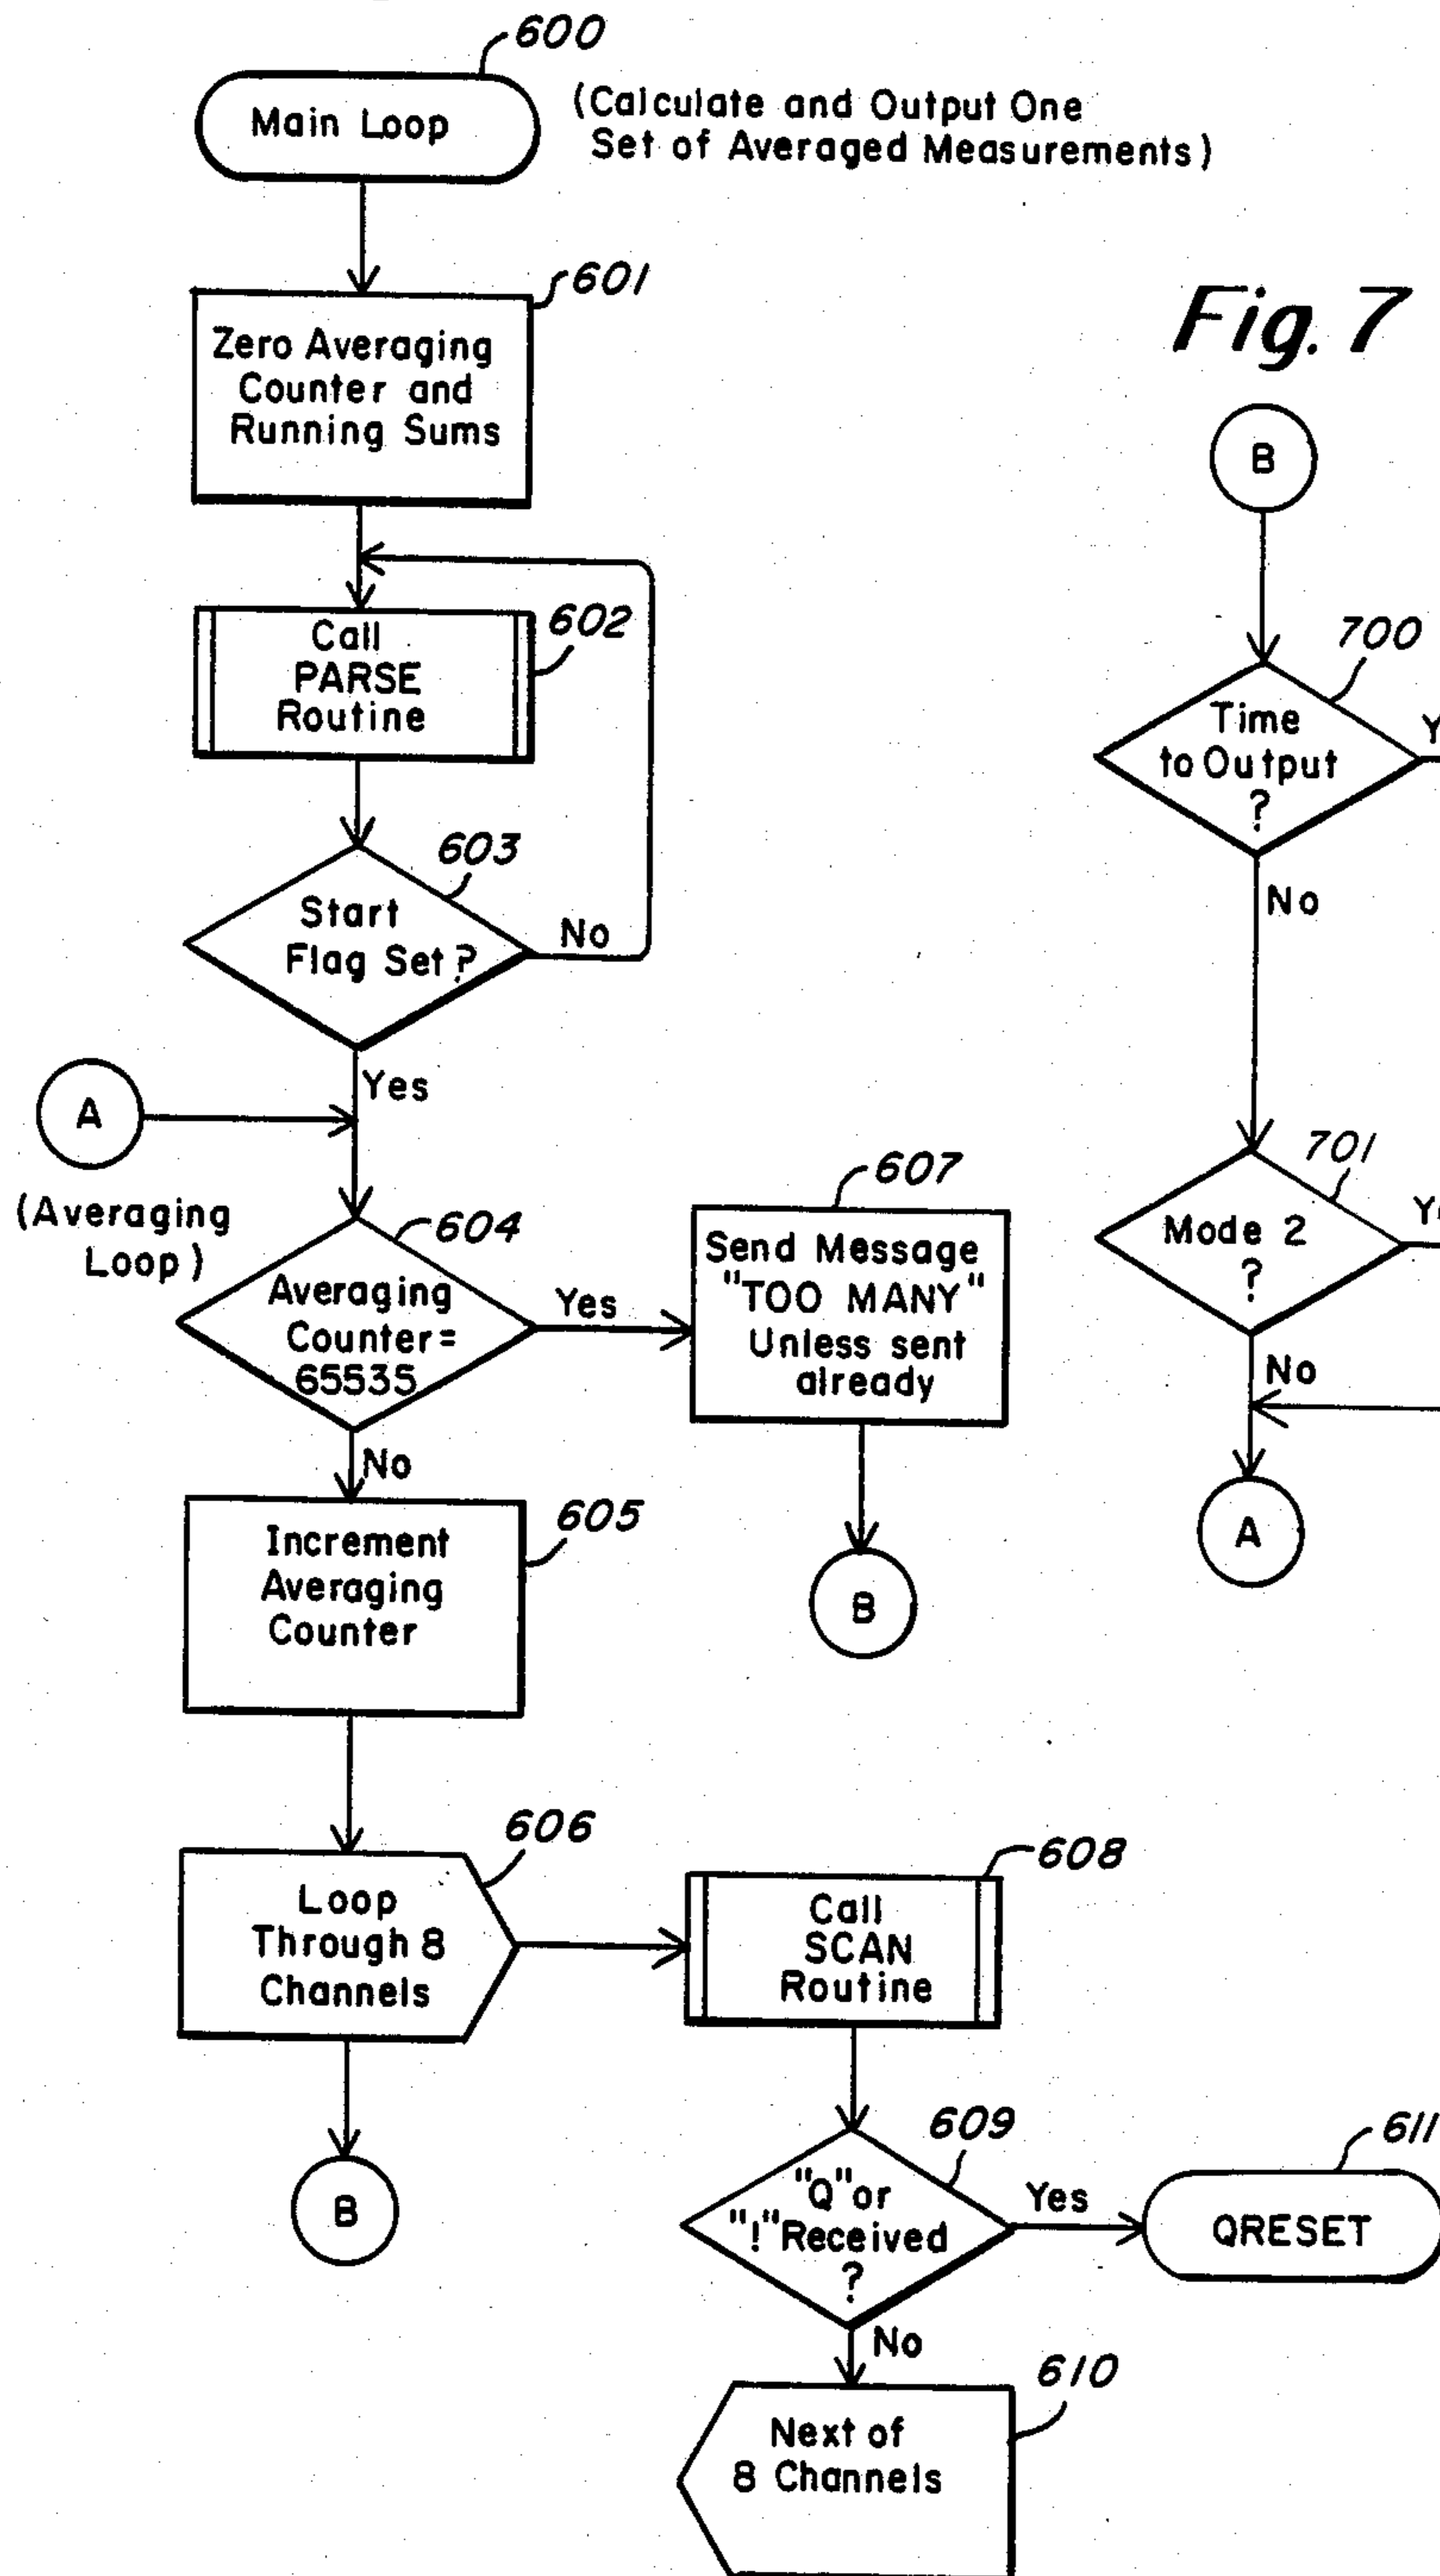 600
Main Loop
(Calculate and Output One
Set of Averaged Measurements)
601
Zero Averaging
Counter and
Running Sums
602
Call
PARSE
Routine
603
Start
Flag Set?
No
Yes
A
(Averaging
Loop)
604
Averaging
Counter=
65535
Yes
No
607
Send Message
"TOO MANY"
Unless sent
already
B
605
Increment
Averaging
Counter
606
Loop
Through 8
Channels
B
608
Call
SCAN
Routine
609
"Q" or
"!" Received
?
Yes
611
QRESET
No
610
Next of
8 Channels
Fig. 7
B
700
Time
to Output
?
No
701
Mode 2
?
No
A